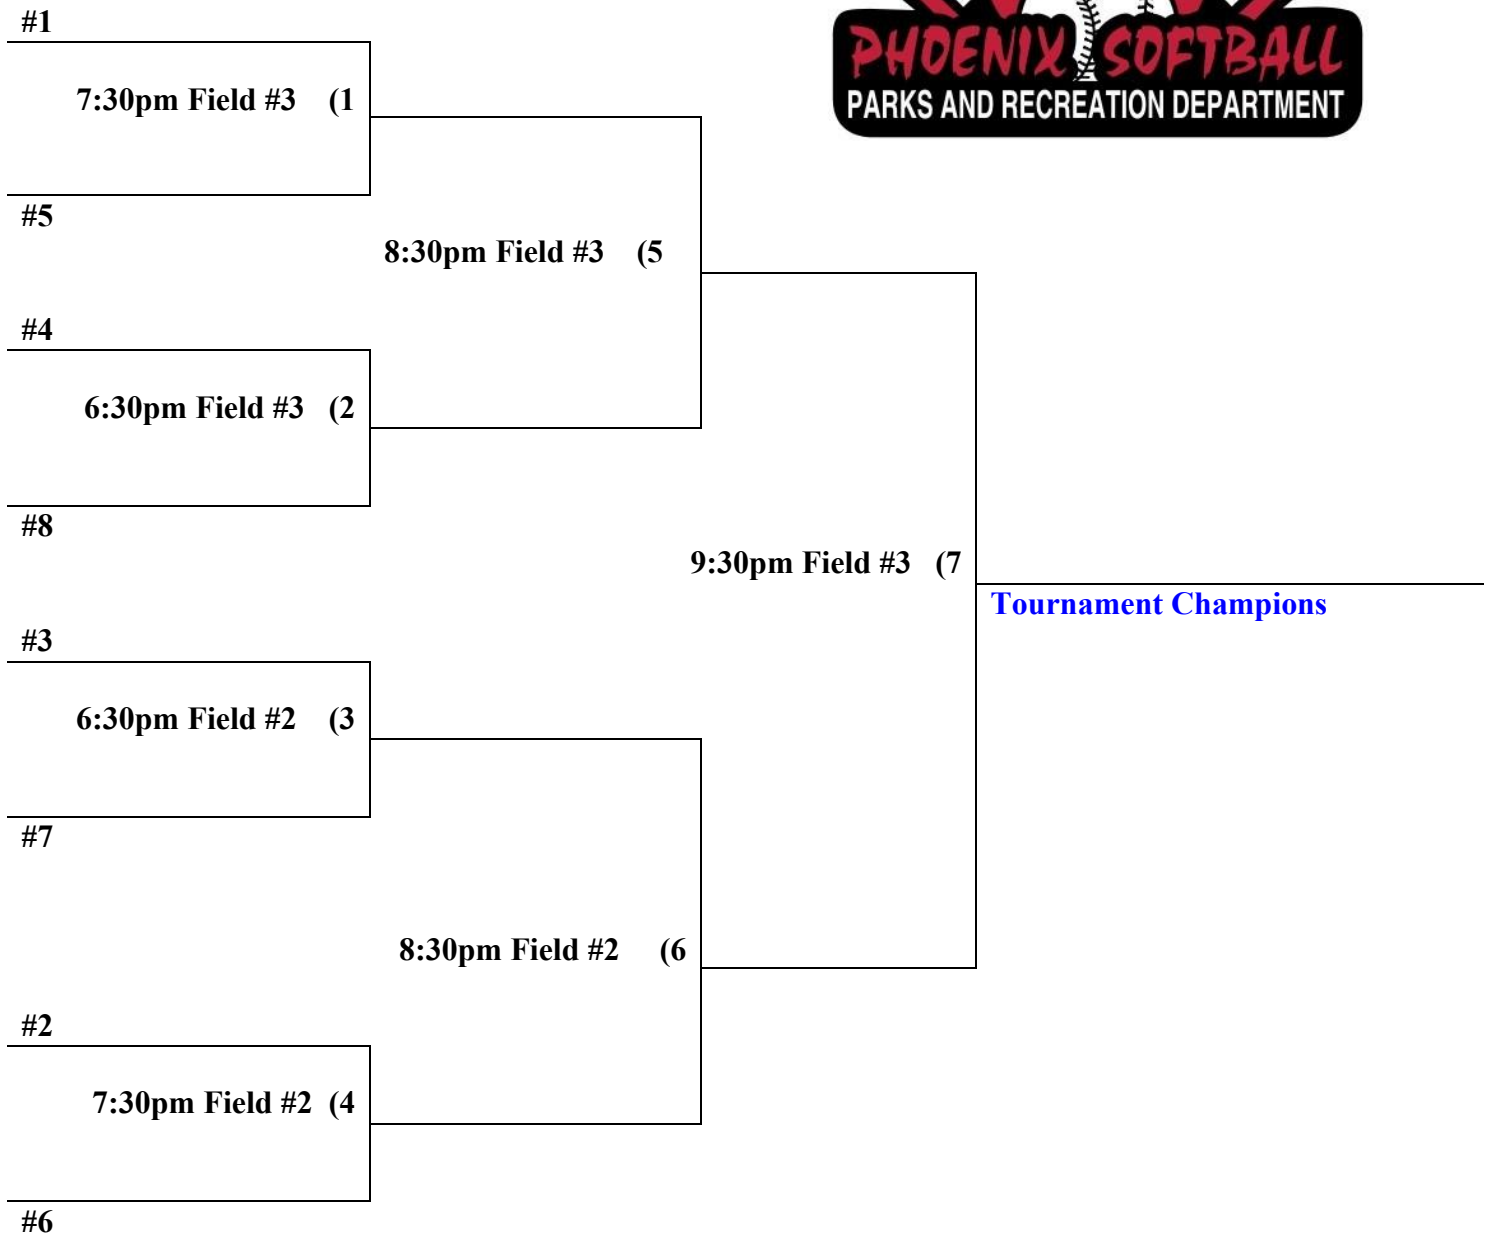 #1
PHOENIX SOFTBALL
7:30pm Field #3 (1
PARKS AND RECREATION DEPARTMENT
#5
8:30pm Field #3 (5
#4
6:30pm Field #3 (2
#8
9:30pm Field #3 (7
Tournament Champions
#3
6:30pm Field #2 (3
#7
8:30pm Field #2 (6
#2
7:30pm Field #2 (4
#6